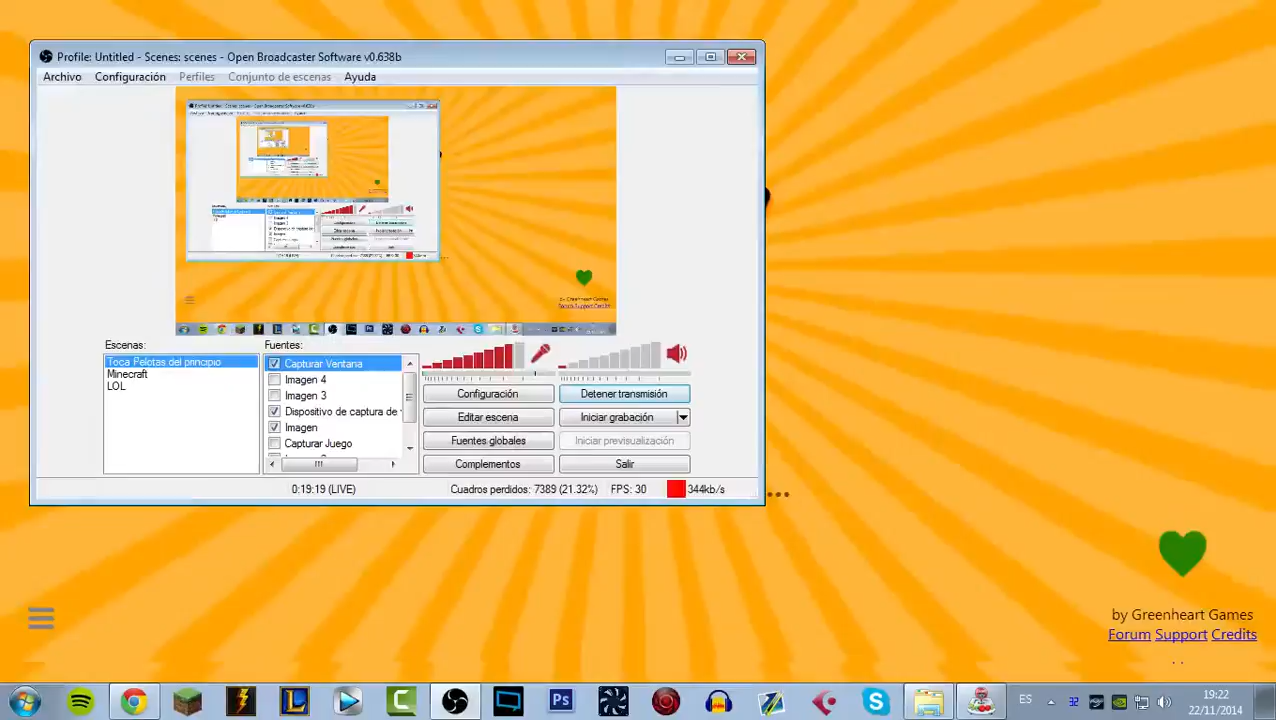 Profile: Untitled - Scenes: scenes - Open Broadcaster Software v0.638b
Archivo Configuración Perfiles Conjunto de escenas Ayuda
Escenas: Fuentes:
Toca Pelotas del principio
Minecraft
LOL
Capturar Ventana
Imagen 4
Imagen 3
Dispositivo de captura de
Imagen
Capturar Juego
Configuración Detener transmisión
Editar escena Iniciar grabación
Fuentes globales Iniciar previsualización
Complementos Salir
0:19:19 (LIVE) Cuadros perdidos: 7389 (21.32%) FPS: 30 344kb/s
...
by Greenheart Games
Forum Support Credits
Ps
ES
19:22
22/11/2014